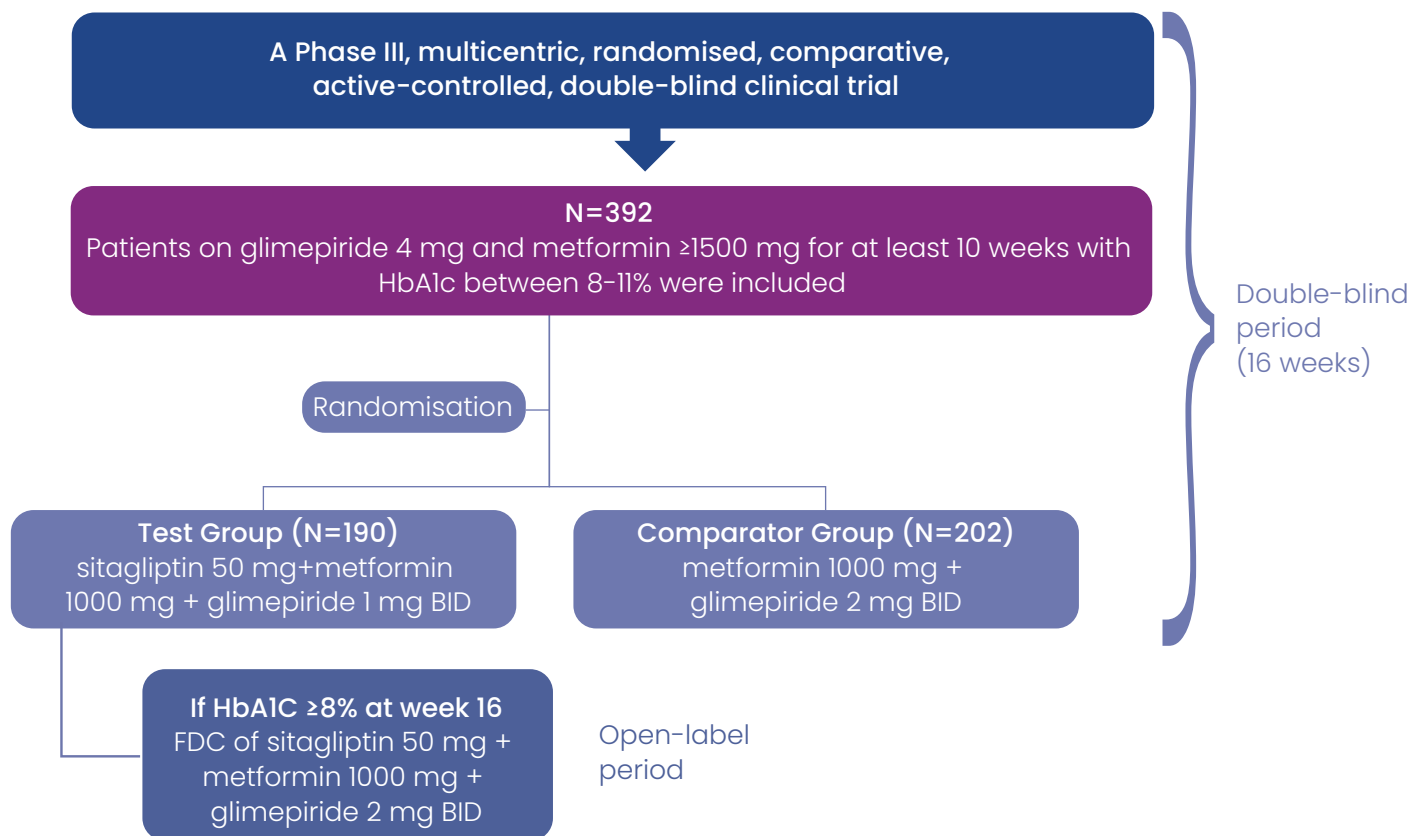 A Phase III, multicentric, randomised, comparative,
active-controlled, double-blind clinical trial
N=392
Patients on glimepiride 4 mg and metformin ≥1500 mg for at least 10 weeks with
HbA1c between 8-11% were included
Double-blind
period
(16 weeks)
Randomisation
Test Group (N=190)
sitagliptin 50 mg+metformin
1000 mg + glimepiride 1 mg BID
Comparator Group (N=202)
metformin 1000 mg +
glimepiride 2 mg BID
If HbA1C ≥8% at week 16
FDC of sitagliptin 50 mg +
metformin 1000 mg +
glimepiride 2 mg BID
Open-label
period